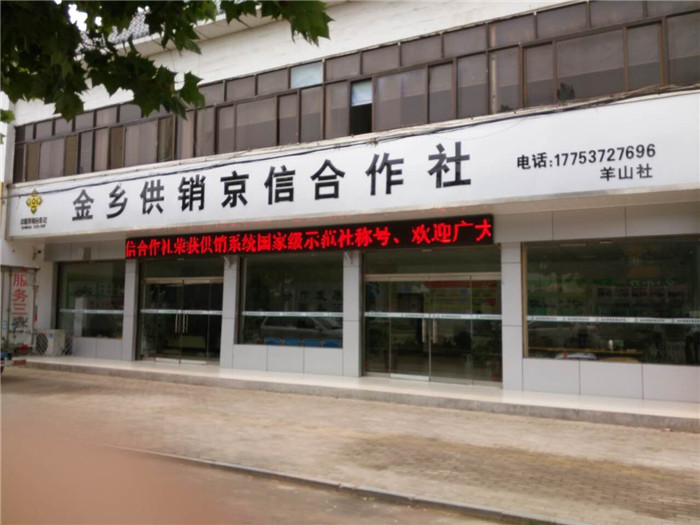 金乡供销京信合作社
电话:17753727696
羊山社
信合作社荣获供销系统国家级示范社称号、欢迎广大
服务三农